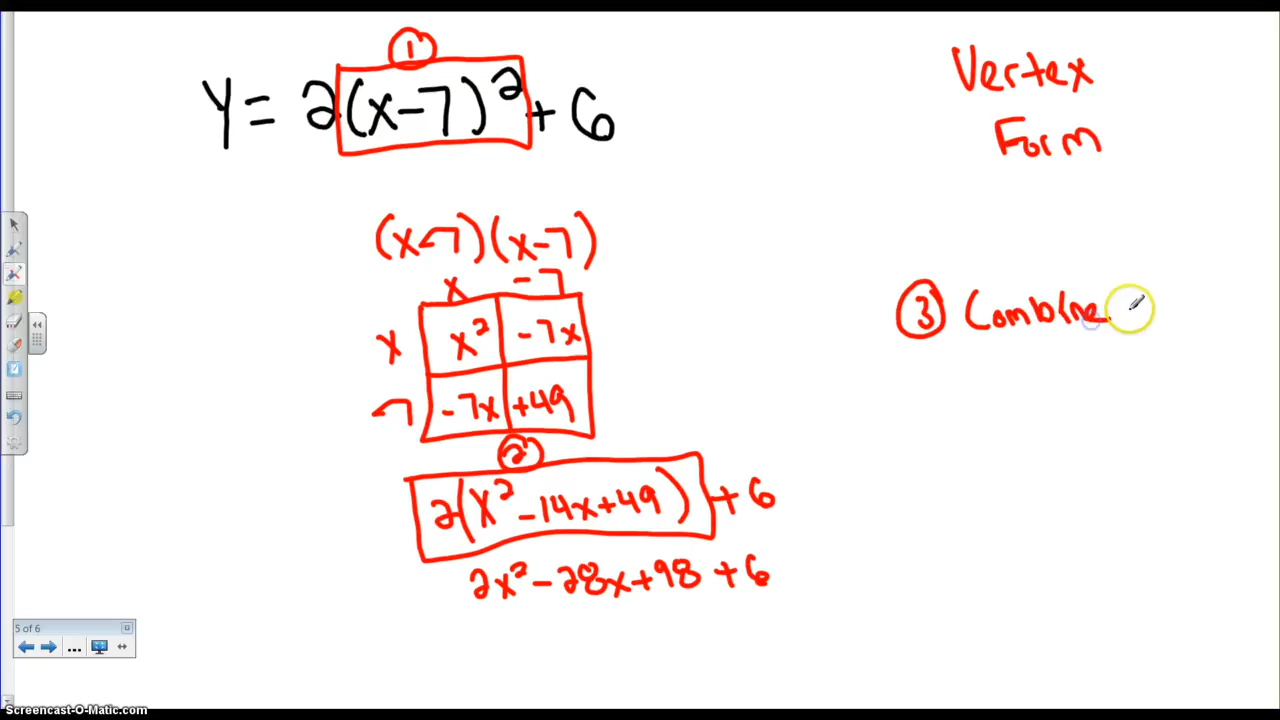 ①
Y = 2(x-7)² + 6
Vertex
Form
(x-7)(x-7)
x -7
x x² -7x
-7 -7x +49
③ Combine
②
2(x² - 14x + 49) + 6
2x² - 28x + 98 + 6
5 of 6
...
Screencast-O-Matic.com